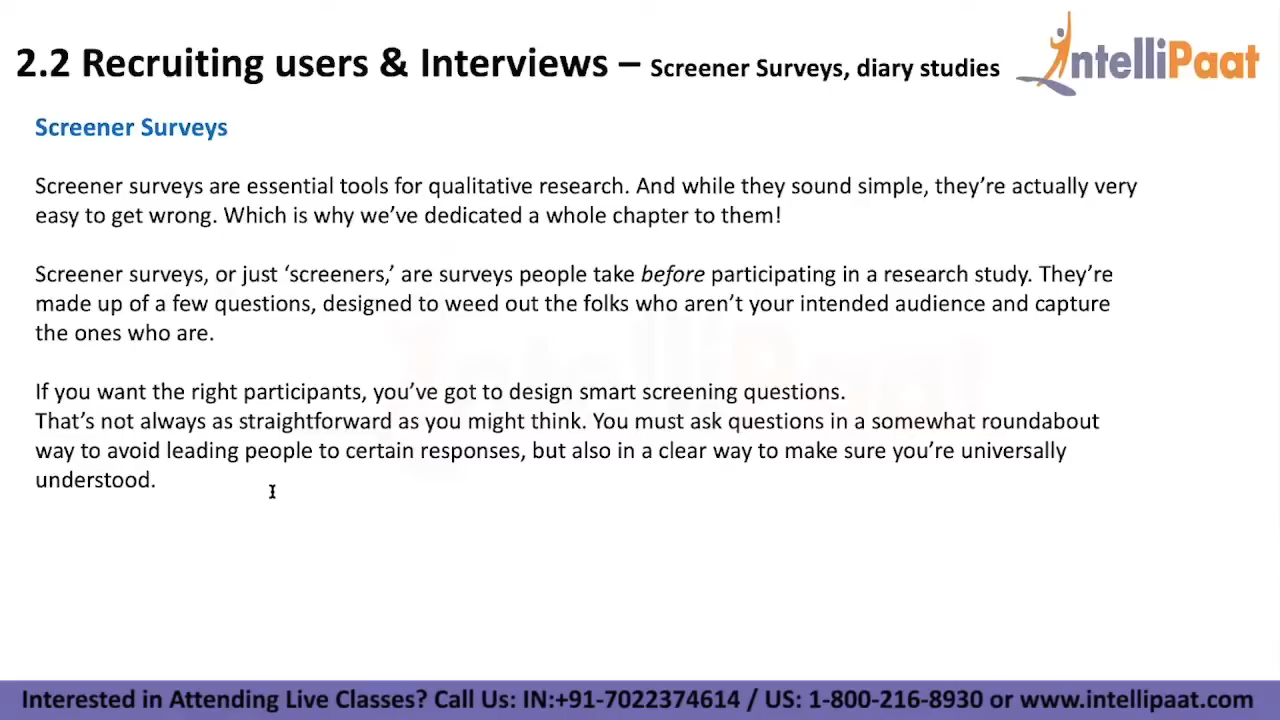 2.2 Recruiting users & Interviews – Screener Surveys, diary studies
IntelliPaat
Screener Surveys
Screener surveys are essential tools for qualitative research. And while they sound simple, they’re actually very
easy to get wrong. Which is why we’ve dedicated a whole chapter to them!
Screener surveys, or just ‘screeners,’ are surveys people take before participating in a research study. They’re
made up of a few questions, designed to weed out the folks who aren’t your intended audience and capture
the ones who are.
If you want the right participants, you’ve got to design smart screening questions.
That’s not always as straightforward as you might think. You must ask questions in a somewhat roundabout
way to avoid leading people to certain responses, but also in a clear way to make sure you’re universally
understood.
Interested in Attending Live Classes? Call Us: IN:+91-7022374614 / US: 1-800-216-8930 or www.intellipaat.com